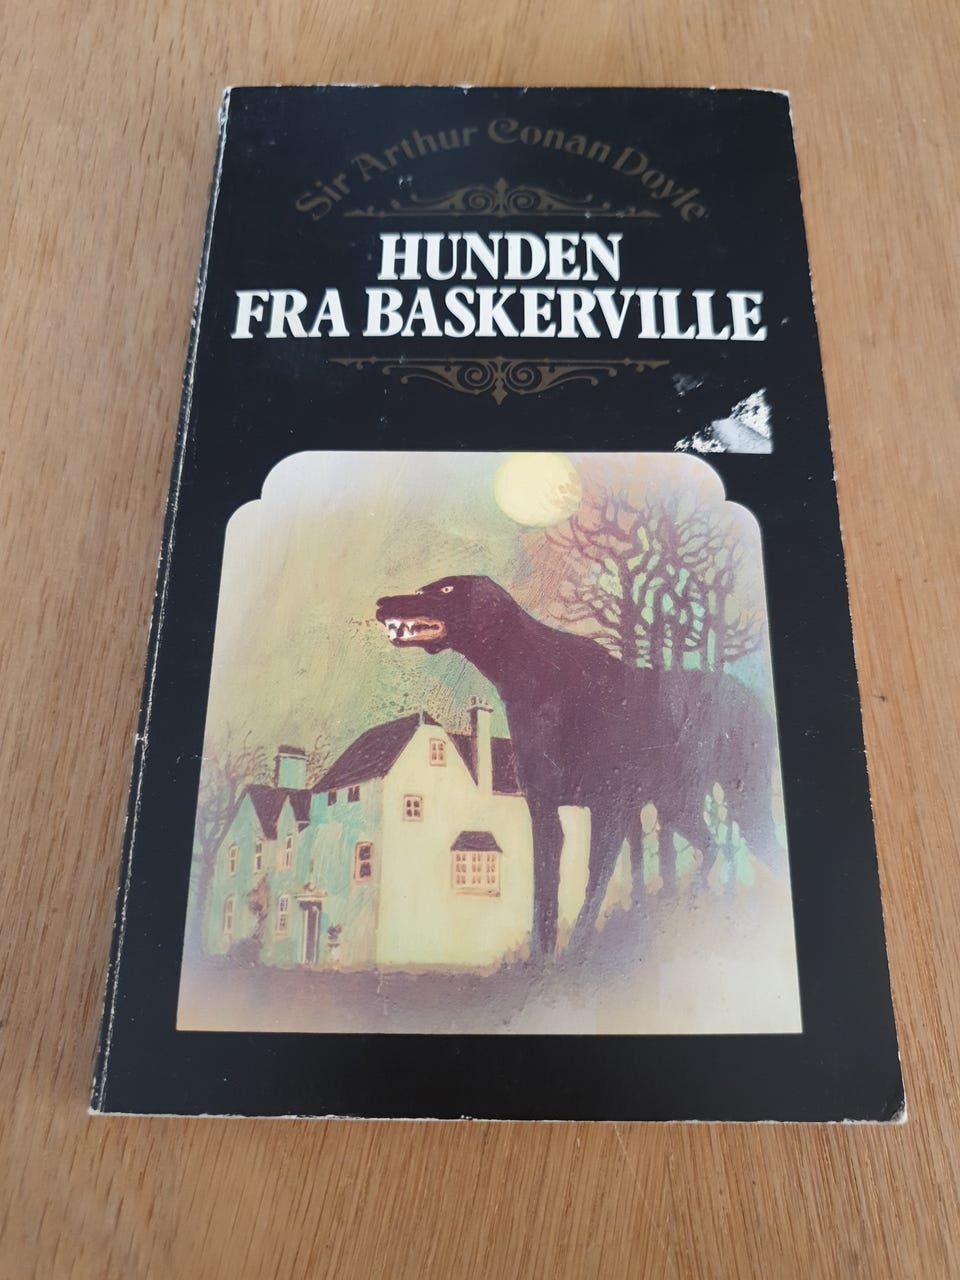 Sir Arthur Conan Doyle
HUNDEN
FRA BASKERVILLE